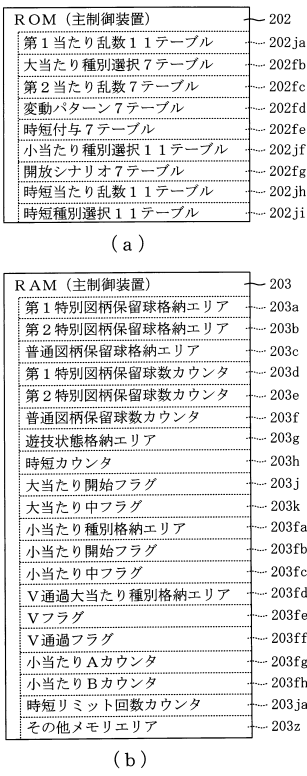 ROM（主制御装置） 202
第１当たり乱数１１テーブル 202ja
大当たり種別選択７テーブル 202fb
第２当たり乱数７テーブル 202fc
変動パターン７テーブル 202fd
時短付与７テーブル 202fe
小当たり種別選択１１テーブル 202jf
開放シナリオ７テーブル 202fg
時短当たり乱数１１テーブル 202jh
時短種別選択１１テーブル 202ji
(a)
RAM（主制御装置） 203
第１特別図柄保留球格納エリア 203a
第２特別図柄保留球格納エリア 203b
普通図柄保留球格納エリア 203c
第１特別図柄保留球数カウンタ 203d
第２特別図柄保留球数カウンタ 203e
普通図柄保留球数カウンタ 203f
遊技状態格納エリア 203g
時短カウンタ 203h
大当たり開始フラグ 203j
大当たり中フラグ 203k
小当たり種別格納エリア 203fa
小当たり開始フラグ 203fb
小当たり中フラグ 203fc
Ｖ通過大当たり種別格納エリア 203fd
Ｖフラグ 203fe
Ｖ通過フラグ 203ff
小当たりＡカウンタ 203fg
小当たりＢカウンタ 203fh
時短リミット回数カウンタ 203ja
その他メモリエリア 203z
(b)